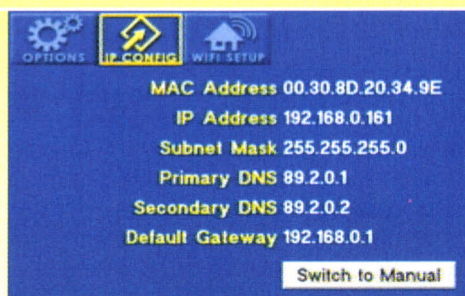 OPTIONS IP CONFIG WIFI SETUP
MAC Address 00.30.8D.20.34.9E
IP Address 192.168.0.161
Subnet Mask 255.255.255.0
Primary DNS 89.2.0.1
Secondary DNS 89.2.0.2
Default Gateway 192.168.0.1
Switch to Manual